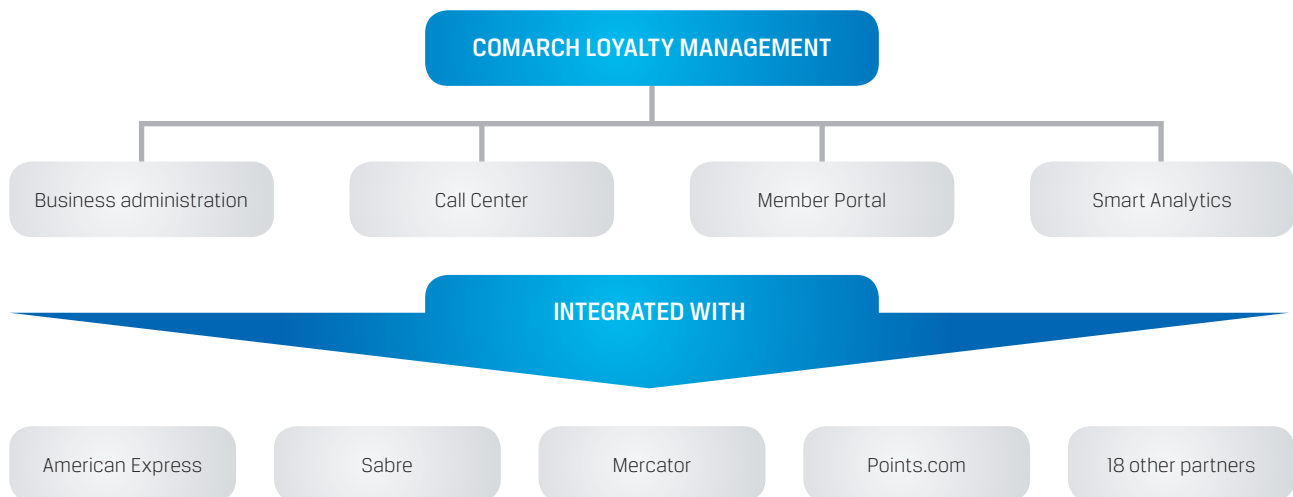 COMARCH LOYALTY MANAGEMENT
Business administration
Call Center
Member Portal
Smart Analytics
INTEGRATED WITH
American Express
Sabre
Mercator
Points.com
18 other partners